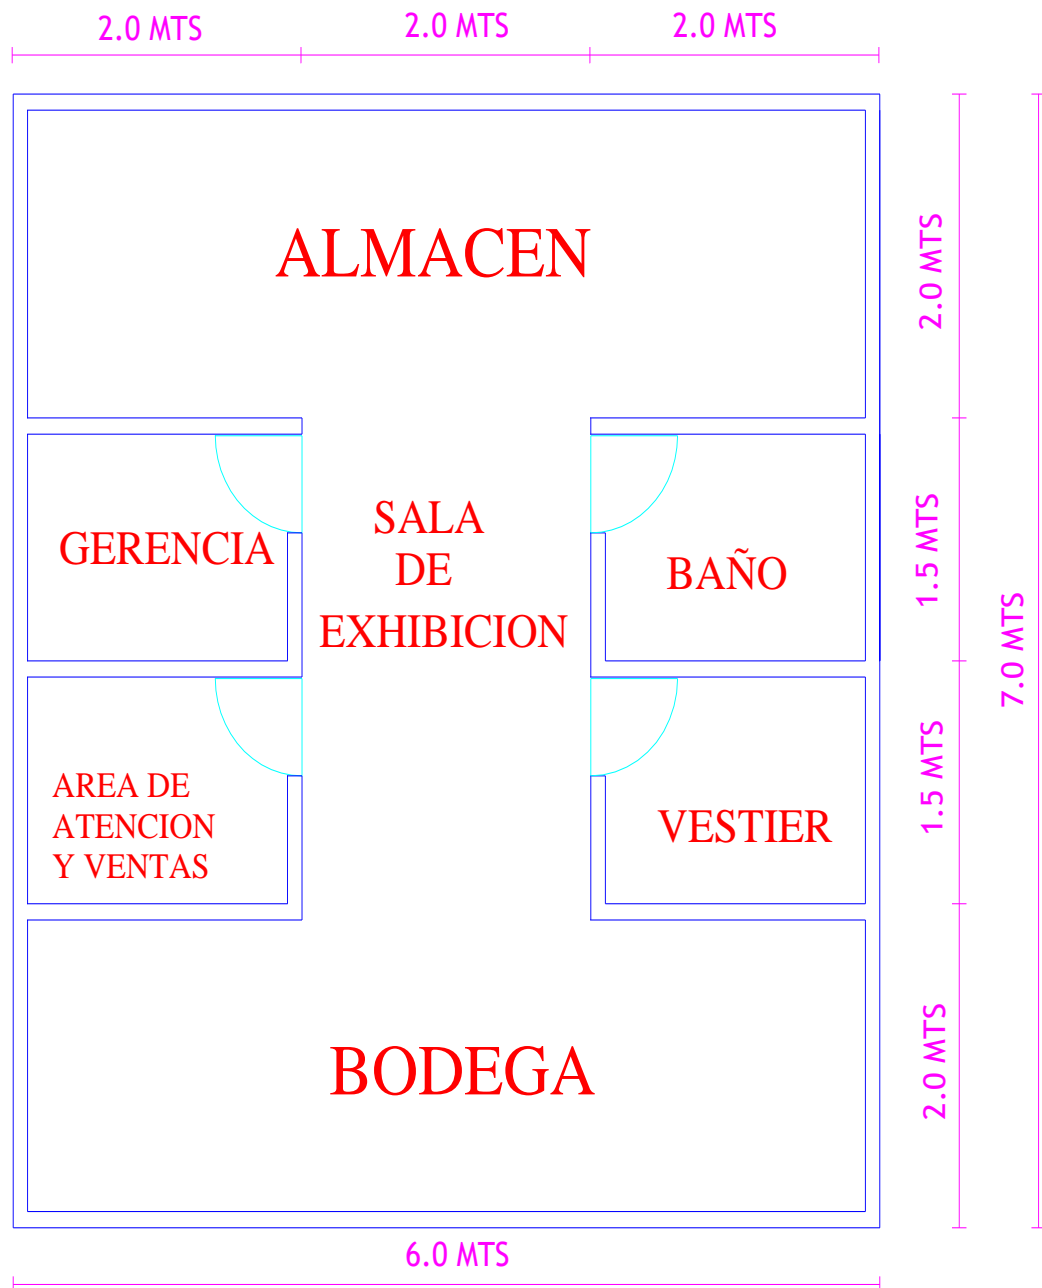 2.0 MTS
2.0 MTS
2.0 MTS
ALMACEN
2.0 MTS
GERENCIA
SALA
DE
EXHIBICION
BAÑO
1.5 MTS
7.0 MTS
AREA DE
ATENCION
Y VENTAS
VESTIER
1.5 MTS
BODEGA
2.0 MTS
6.0 MTS